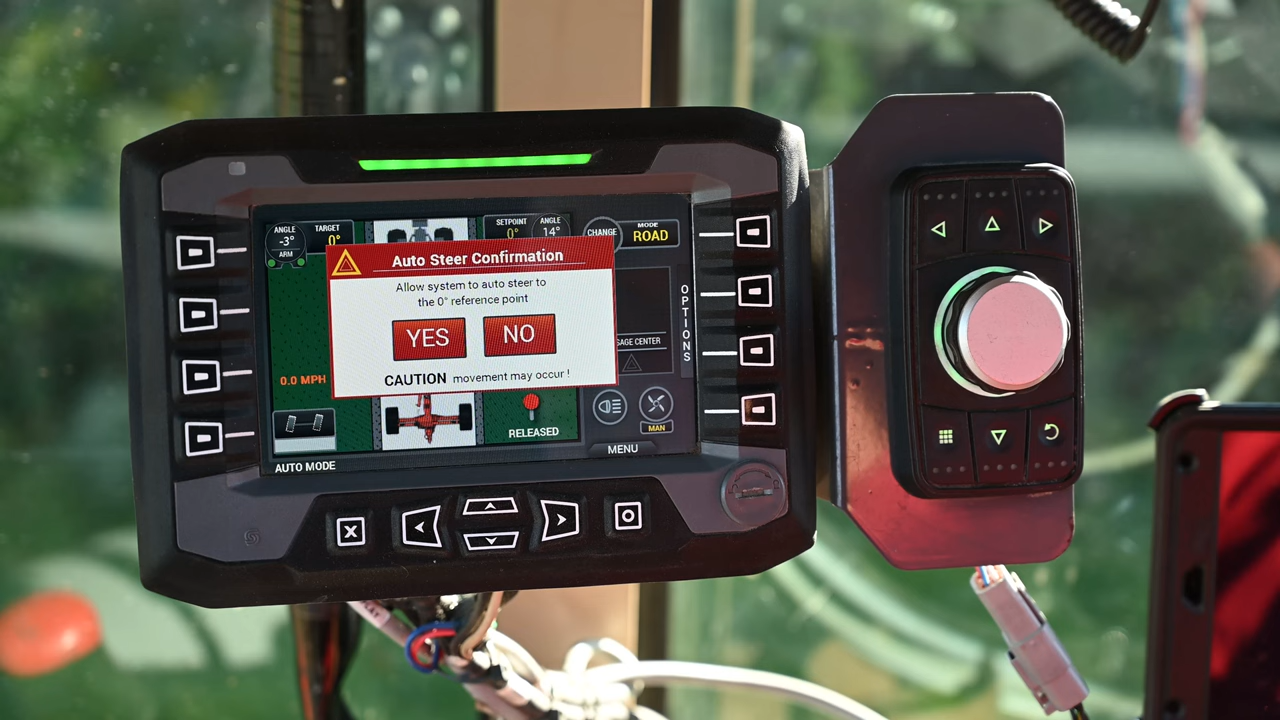 ANGLE
-3°
ARM
TARGET
0°
SETPOINT
0°
ANGLE
14°
CHANGE
MODE
ROAD
Auto Steer Confirmation
Allow system to auto steer to
the 0° reference point
YES
NO
CAUTION movement may occur !
OPTIONS
SAGE CENTER
0.0 MPH
RELEASED
MAN
MENU
AUTO MODE
X